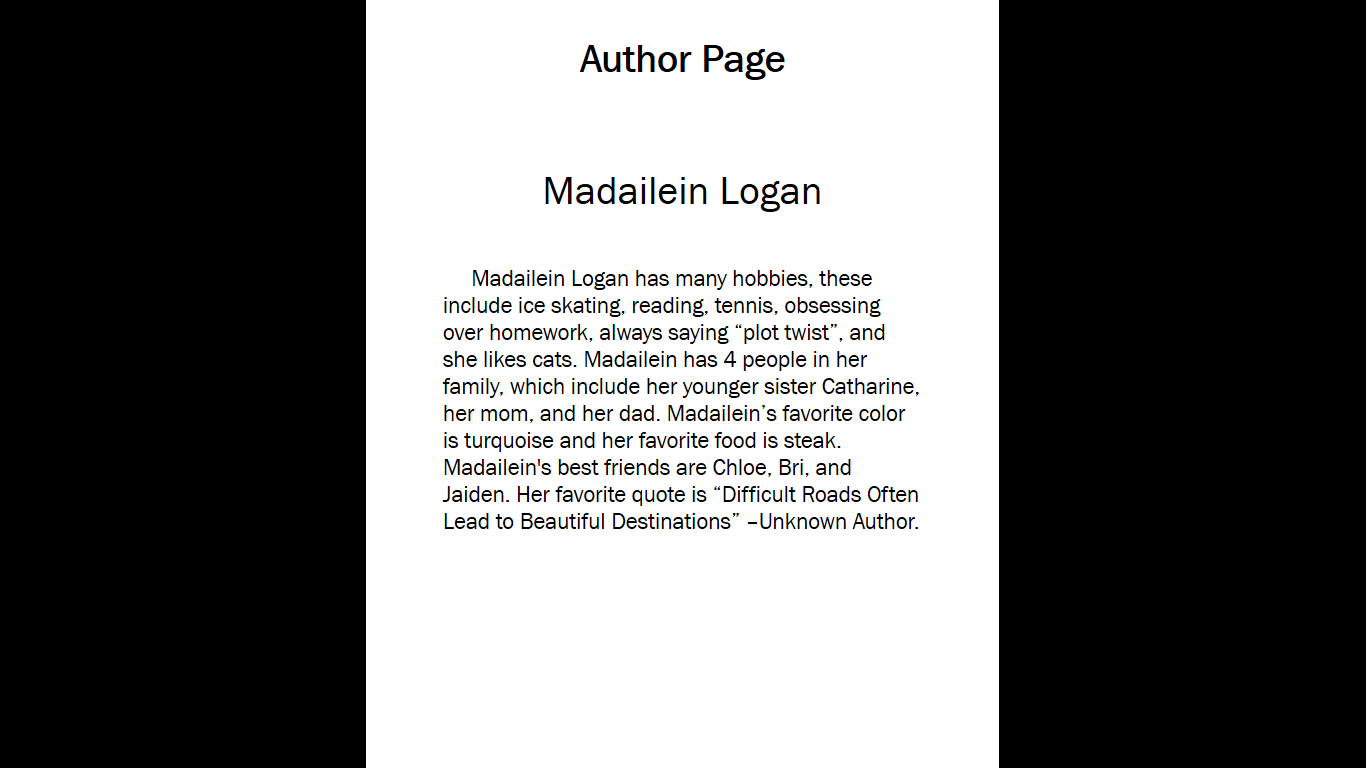 Author Page
Madailein Logan
Madailein Logan has many hobbies, these
include ice skating, reading, tennis, obsessing
over homework, always saying “plot twist”, and
she likes cats. Madailein has 4 people in her
family, which include her younger sister Catharine,
her mom, and her dad. Madailein’s favorite color
is turquoise and her favorite food is steak.
Madailein's best friends are Chloe, Bri, and
Jaiden. Her favorite quote is “Difficult Roads Often
Lead to Beautiful Destinations” –Unknown Author.